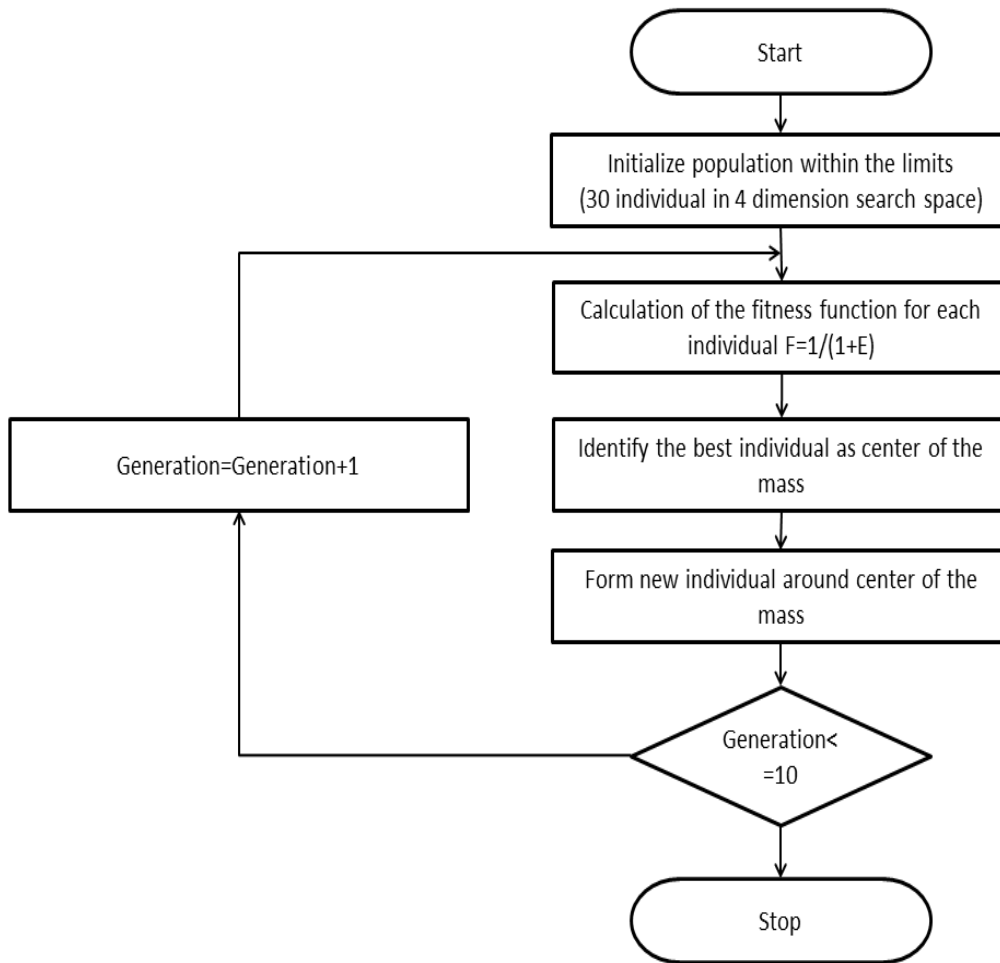 Start
Initialize population within the limits
(30 individual in 4 dimension search space)
Calculation of the fitness function for each
individual F=1/(1+E)
Identify the best individual as center of the
mass
Generation=Generation+1
Form new individual around center of the
mass
Generation<
=10
Stop